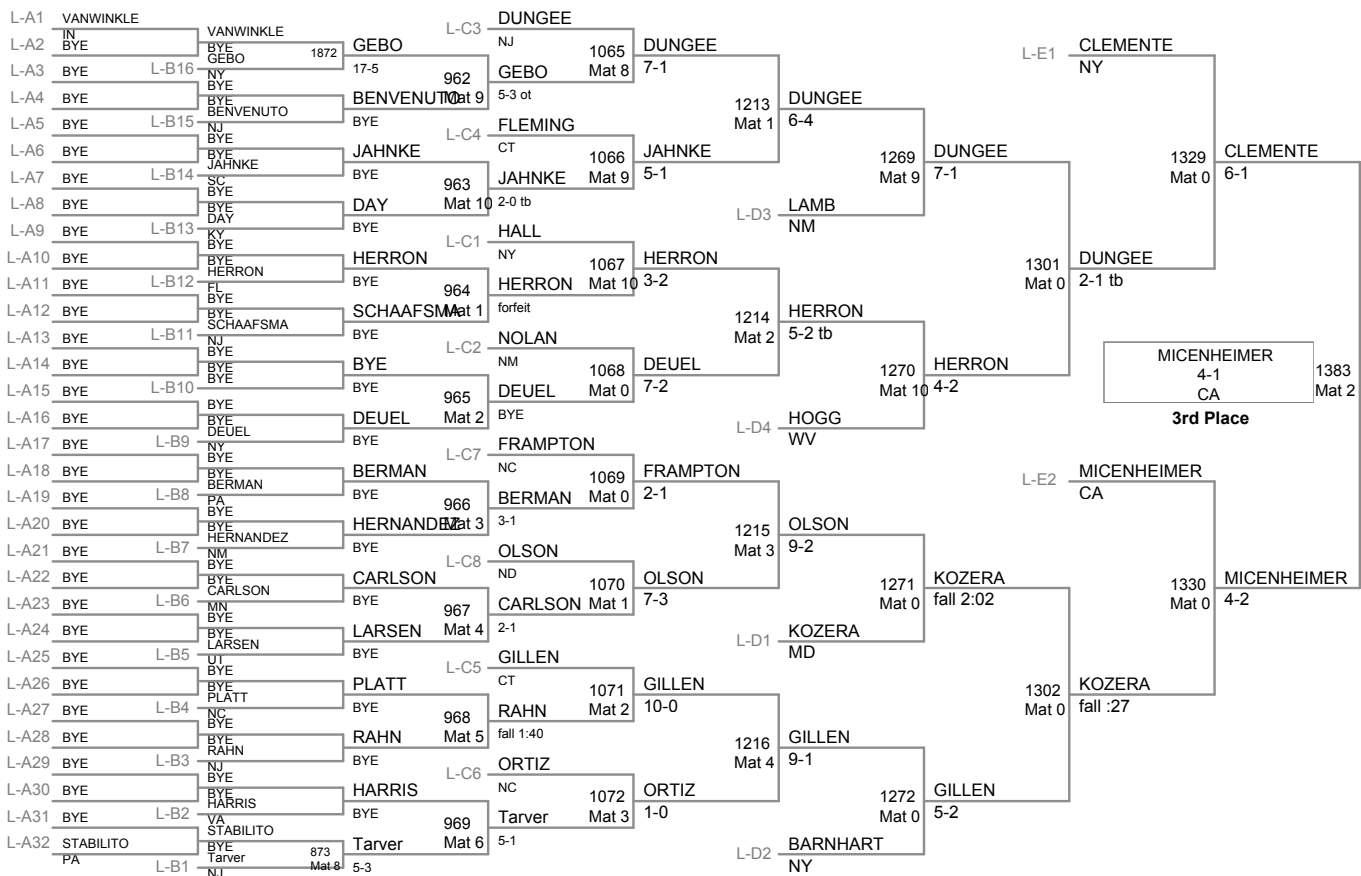 L-A1 VANWINKLE
IN
L-A2 BYE
L-A3 BYE
L-A4 BYE
L-A5 BYE
L-A6 BYE
L-A7 BYE
L-A8 BYE
L-A9 BYE
L-A10 BYE
L-A11 BYE
L-A12 BYE
L-A13 BYE
L-A14 BYE
L-A15 BYE
L-A16 BYE
L-A17 BYE
L-A18 BYE
L-A19 BYE
L-A20 BYE
L-A21 BYE
L-A22 BYE
L-A23 BYE
L-A24 BYE
L-A25 BYE
L-A26 BYE
L-A27 BYE
L-A28 BYE
L-A29 BYE
L-A30 BYE
L-A31 BYE
L-A32 STABILITO
PA
VANWINKLE
BYE
1872
L-B16 GEBO
NY
BYE
BYE
L-B15 BENVENUTO
NJ
BYE
BYE
L-B14 JAHNKE
SC
BYE
BYE
L-B13 DAY
KY
BYE
BYE
L-B12 HERRON
FL
BYE
BYE
L-B11 SCHAAFSMA
NJ
BYE
BYE
L-B10 BYE
BYE
BYE
L-B9 DEUEL
NY
BYE
BYE
L-B8 BERMAN
PA
BYE
BYE
L-B7 HERNANDEZ
NM
BYE
BYE
L-B6 CARLSON
MN
BYE
BYE
L-B5 LARSEN
UT
BYE
BYE
L-B4 PLATT
NC
BYE
BYE
L-B3 RAHN
NJ
BYE
BYE
L-B2 HARRIS
VA
STABILITO
BYE
873
Mat 8
L-B1 Tarver
NJ
GEBO
17-5
962
Mat 9
BENVENUTO
BYE
JAHNKE
BYE
963
Mat 10
DAY
BYE
HERRON
BYE
964
Mat 1
SCHAAFSMA
BYE
BYE
BYE
965
Mat 2
DEUEL
BYE
BERMAN
BYE
966
Mat 3
HERNANDEZ
BYE
CARLSON
BYE
967
Mat 4
LARSEN
BYE
PLATT
BYE
968
Mat 5
RAHN
BYE
HARRIS
BYE
969
Mat 6
Tarver
5-3
L-C3 DUNGEE
NJ
1065
Mat 8
GEBO
5-3 ot
L-C4 FLEMING
CT
1066
Mat 9
JAHNKE
2-0 tb
L-C1 HALL
NY
1067
Mat 10
HERRON
forfeit
L-C2 NOLAN
NM
1068
Mat 0
DEUEL
BYE
L-C7 FRAMPTON
NC
1069
Mat 0
BERMAN
3-1
L-C8 OLSON
ND
1070
Mat 1
CARLSON
2-1
L-C5 GILLEN
CT
1071
Mat 2
RAHN
fall 1:40
L-C6 ORTIZ
NC
1072
Mat 3
Tarver
5-1
DUNGEE
7-1
1213
Mat 1
JAHNKE
5-1
HERRON
3-2
1214
Mat 2
DEUEL
7-2
FRAMPTON
2-1
1215
Mat 3
OLSON
7-3
GILLEN
10-0
1216
Mat 4
ORTIZ
1-0
DUNGEE
6-4
1269
Mat 9
L-D3 LAMB
NM
HERRON
5-2 tb
1270
Mat 10
L-D4 HOGG
WV
OLSON
9-2
1271
Mat 0
L-D1 KOZERA
MD
GILLEN
9-1
1272
Mat 0
L-D2 BARNHART
NY
DUNGEE
7-1
1301
Mat 0
HERRON
4-2
KOZERA
fall 2:02
1302
Mat 0
GILLEN
5-2
L-E1 CLEMENTE
NY
1329
Mat 0
DUNGEE
2-1 tb
L-E2 MICENHEIMER
CA
1330
Mat 0
KOZERA
fall :27
CLEMENTE
6-1
MICENHEIMER
4-1
CA
1383
Mat 2
3rd Place
MICENHEIMER
4-2